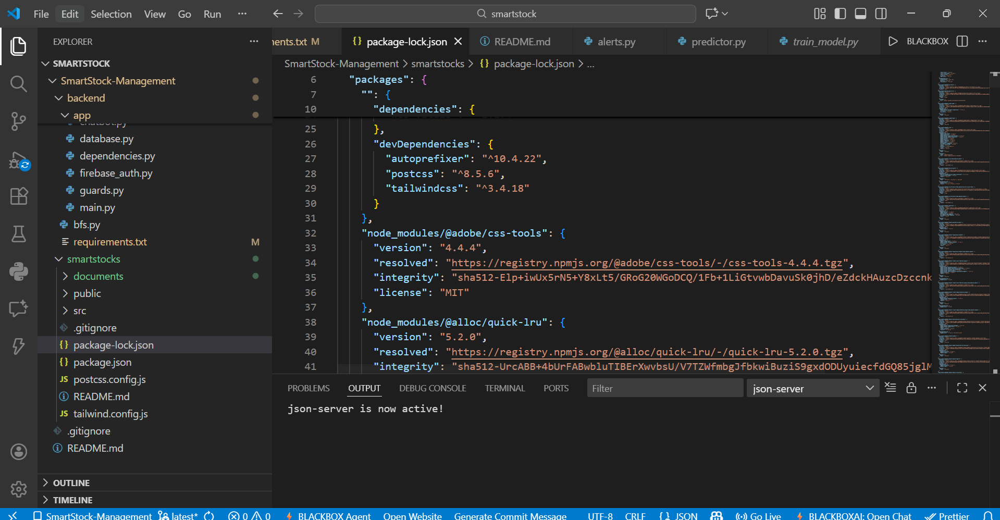 File Edit Selection View Go Run ··· smartstock
EXPLORER ···
SMARTSTOCK
SmartStock-Management
backend
app
chatbot.py
database.py
dependencies.py
firebase_auth.py
guards.py
main.py
bfs.py
requirements.txt M
smartstocks
documents
public
src
.gitignore
package-lock.json
package.json
postcss.config.js
README.md
tailwind.config.js
.gitignore
README.md
OUTLINE
TIMELINE
ments.txt M package-lock.json README.md alerts.py predictor.py train_model.py BLACKBOX ···
SmartStock-Management > smartstocks > {} package-lock.json > ...
6 "packages": {
7 "": {
10 "dependencies": {
25 },
26 "devDependencies": {
27 "autoprefixer": "^10.4.22",
28 "postcss": "^8.5.6",
29 "tailwindcss": "^3.4.18"
30 }
31 },
32 "node_modules/@adobe/css-tools": {
33 "version": "4.4.4",
34 "resolved": "https://registry.npmjs.org/@adobe/css-tools/-/css-tools-4.4.4.tgz",
35 "integrity": "sha512-Elp+iwUx5rN5+Y8xLt5/GRoG20WGoDCQ/1Fb+1LiGtvwbDavuSk0jhD/eZdckHAuzcDzccnk
36 "license": "MIT"
37 },
38 "node_modules/@alloc/quick-lru": {
39 "version": "5.2.0",
40 "resolved": "https://registry.npmjs.org/@alloc/quick-lru/-/quick-lru-5.2.0.tgz",
41 "integrity": "sha512-UrcABB+4bUrFABwbluTIBErXwvbsU/V7TZWfmbgJfbkwiBuziS9gxdODUyuiecfdGQ85jglM
PROBLEMS OUTPUT DEBUG CONSOLE TERMINAL PORTS Filter json-server ···
json-server is now active!
SmartStock-Management latest* 0 0 BLACKBOX Agent Open Website Generate Commit Message UTF-8 CRLF {} JSON Go Live BLACKBOXAI: Open Chat Prettier